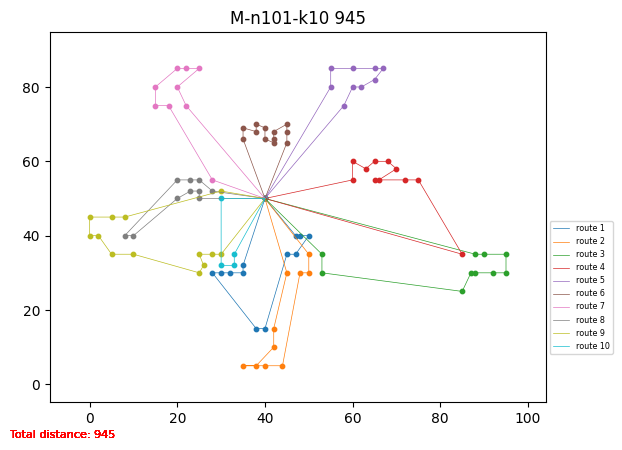 M-n101-k10 945
80
60
40
20
0
0 20 40 60 80 100
route 1
route 2
route 3
route 4
route 5
route 6
route 7
route 8
route 9
route 10
Total distance: 945